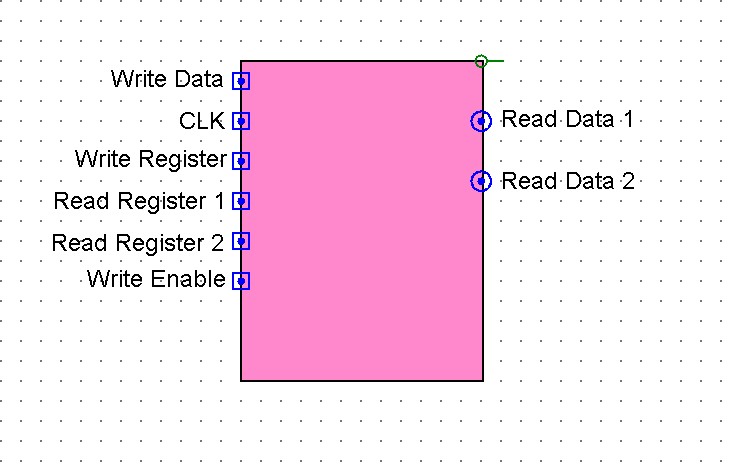 Write Data
CLK
Write Register
Read Register 1
Read Register 2
Write Enable
Read Data 1
Read Data 2